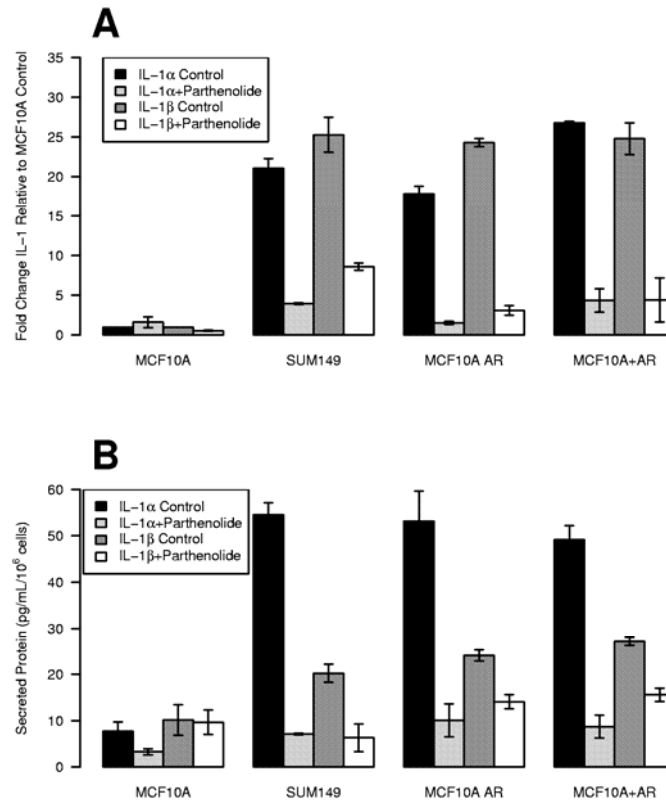 A
Fold Change IL-1 Relative to MCF10A Control
35
30
25
20
15
10
5
0
IL-1α Control
IL-1α+Parthenolide
IL-1β Control
IL-1β+Parthenolide
MCF10A SUM149 MCF10A AR MCF10A+AR
B
Secreted Protein (pg/mL/10⁶ cells)
60
50
40
30
20
10
0
IL-1α Control
IL-1α+Parthenolide
IL-1β Control
IL-1β+Parthenolide
MCF10A SUM149 MCF10A AR MCF10A+AR